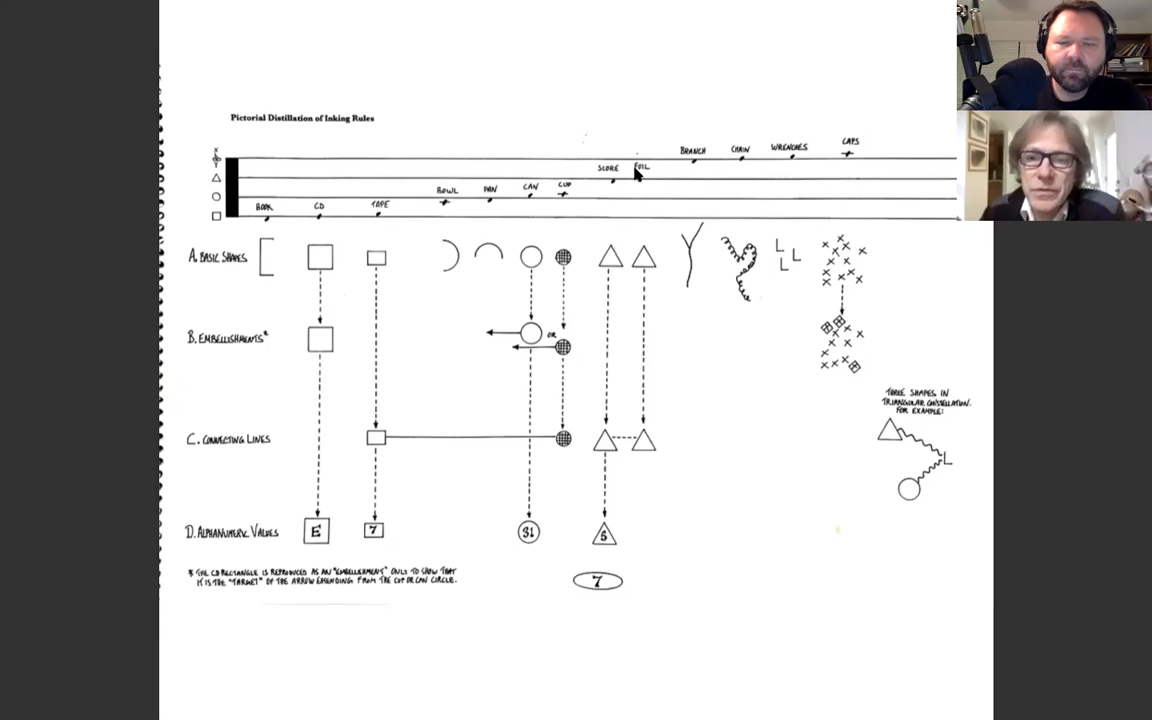 Pictorial Distillation of Inking Rules
BOOK CD TAPE BOWL PAN CAN CUP SCORE FOIL BRANCH CHAIN WRENCHES CAPS
A. BASIC SHAPES
B. EMBELLISHMENTS*
OR
THREE SHAPES IN
TRIANGULAR CONSTELLATION.
FOR EXAMPLE:
C. CONNECTING LINES
D. ALPHANUMERIC VALUES E 7 31 5
* THE CD RECTANGLE IS REPRODUCED AS AN "EMBELLISHMENT" ONLY TO SHOW THAT
IT IS THE "TARGET" OF THE ARROW EXTENDING FROM THE CUP OR CAN CIRCLE.
7